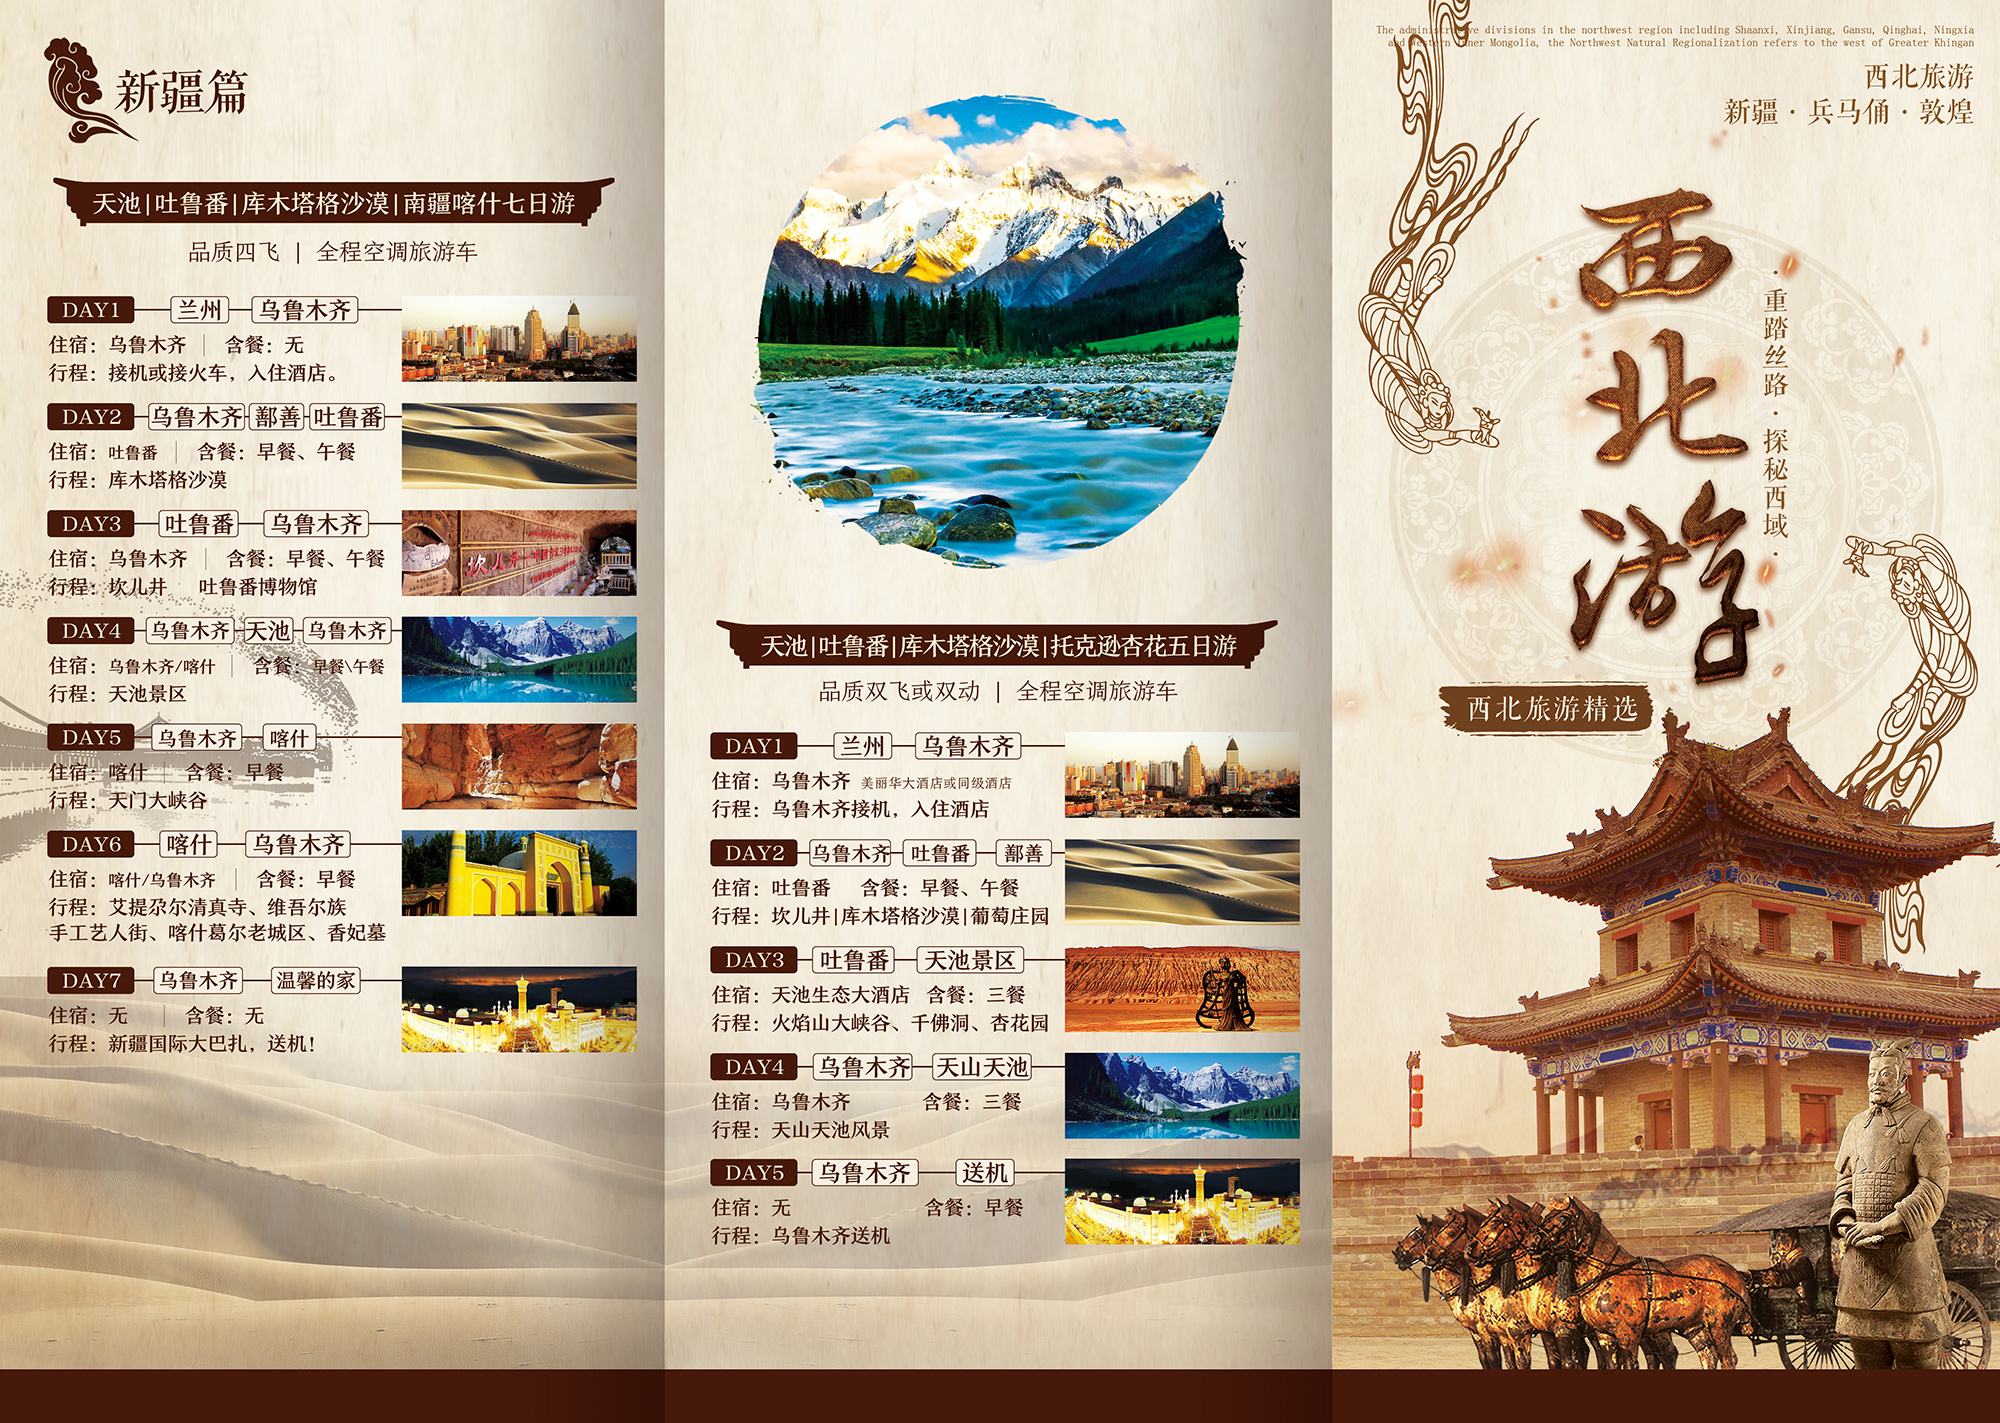 新疆篇
天池|吐鲁番|库木塔格沙漠|南疆喀什七日游
品质四飞 | 全程空调旅游车
DAY1 兰州 乌鲁木齐
住宿：乌鲁木齐 | 含餐：无
行程：接机或接火车，入住酒店。
DAY2 乌鲁木齐 鄯善 吐鲁番
住宿：吐鲁番 | 含餐：早餐、午餐
行程：库木塔格沙漠
DAY3 吐鲁番 乌鲁木齐
住宿：乌鲁木齐 | 含餐：早餐、午餐
行程：坎儿井 吐鲁番博物馆
坎儿井
DAY4 乌鲁木齐 天池 乌鲁木齐
住宿：乌鲁木齐/喀什 | 含餐：早餐\午餐
行程：天池景区
DAY5 乌鲁木齐 喀什
住宿：喀什 | 含餐：早餐
行程：天门大峡谷
DAY6 喀什 乌鲁木齐
住宿：喀什/乌鲁木齐 | 含餐：早餐
行程：艾提尕尔清真寺、维吾尔族
手工艺人街、喀什葛尔老城区、香妃墓
DAY7 乌鲁木齐 温馨的家
住宿：无 | 含餐：无
行程：新疆国际大巴扎，送机！
天池|吐鲁番|库木塔格沙漠|托克逊杏花五日游
品质双飞或双动 | 全程空调旅游车
DAY1 兰州 乌鲁木齐
住宿：乌鲁木齐 美丽华大酒店或同级酒店
行程：乌鲁木齐接机，入住酒店
DAY2 乌鲁木齐 吐鲁番 鄯善
住宿：吐鲁番 含餐：早餐、午餐
行程：坎儿井|库木塔格沙漠|葡萄庄园
DAY3 吐鲁番 天池景区
住宿：天池生态大酒店 含餐：三餐
行程：火焰山大峡谷、千佛洞、杏花园
DAY4 乌鲁木齐 天山天池
住宿：乌鲁木齐 含餐：三餐
行程：天山天池风景
DAY5 乌鲁木齐 送机
住宿：无 含餐：早餐
行程：乌鲁木齐送机
The divisions in the northwest region including Shaanxi, Xinjiang, Gansu, Qinghai, Ningxia
Mongolia, the Northwest Natural Regionalization refers to the west of Greater Khingan
西北旅游
新疆·兵马俑·敦煌
西北游
·重踏丝路·探秘西域·
西北旅游精选